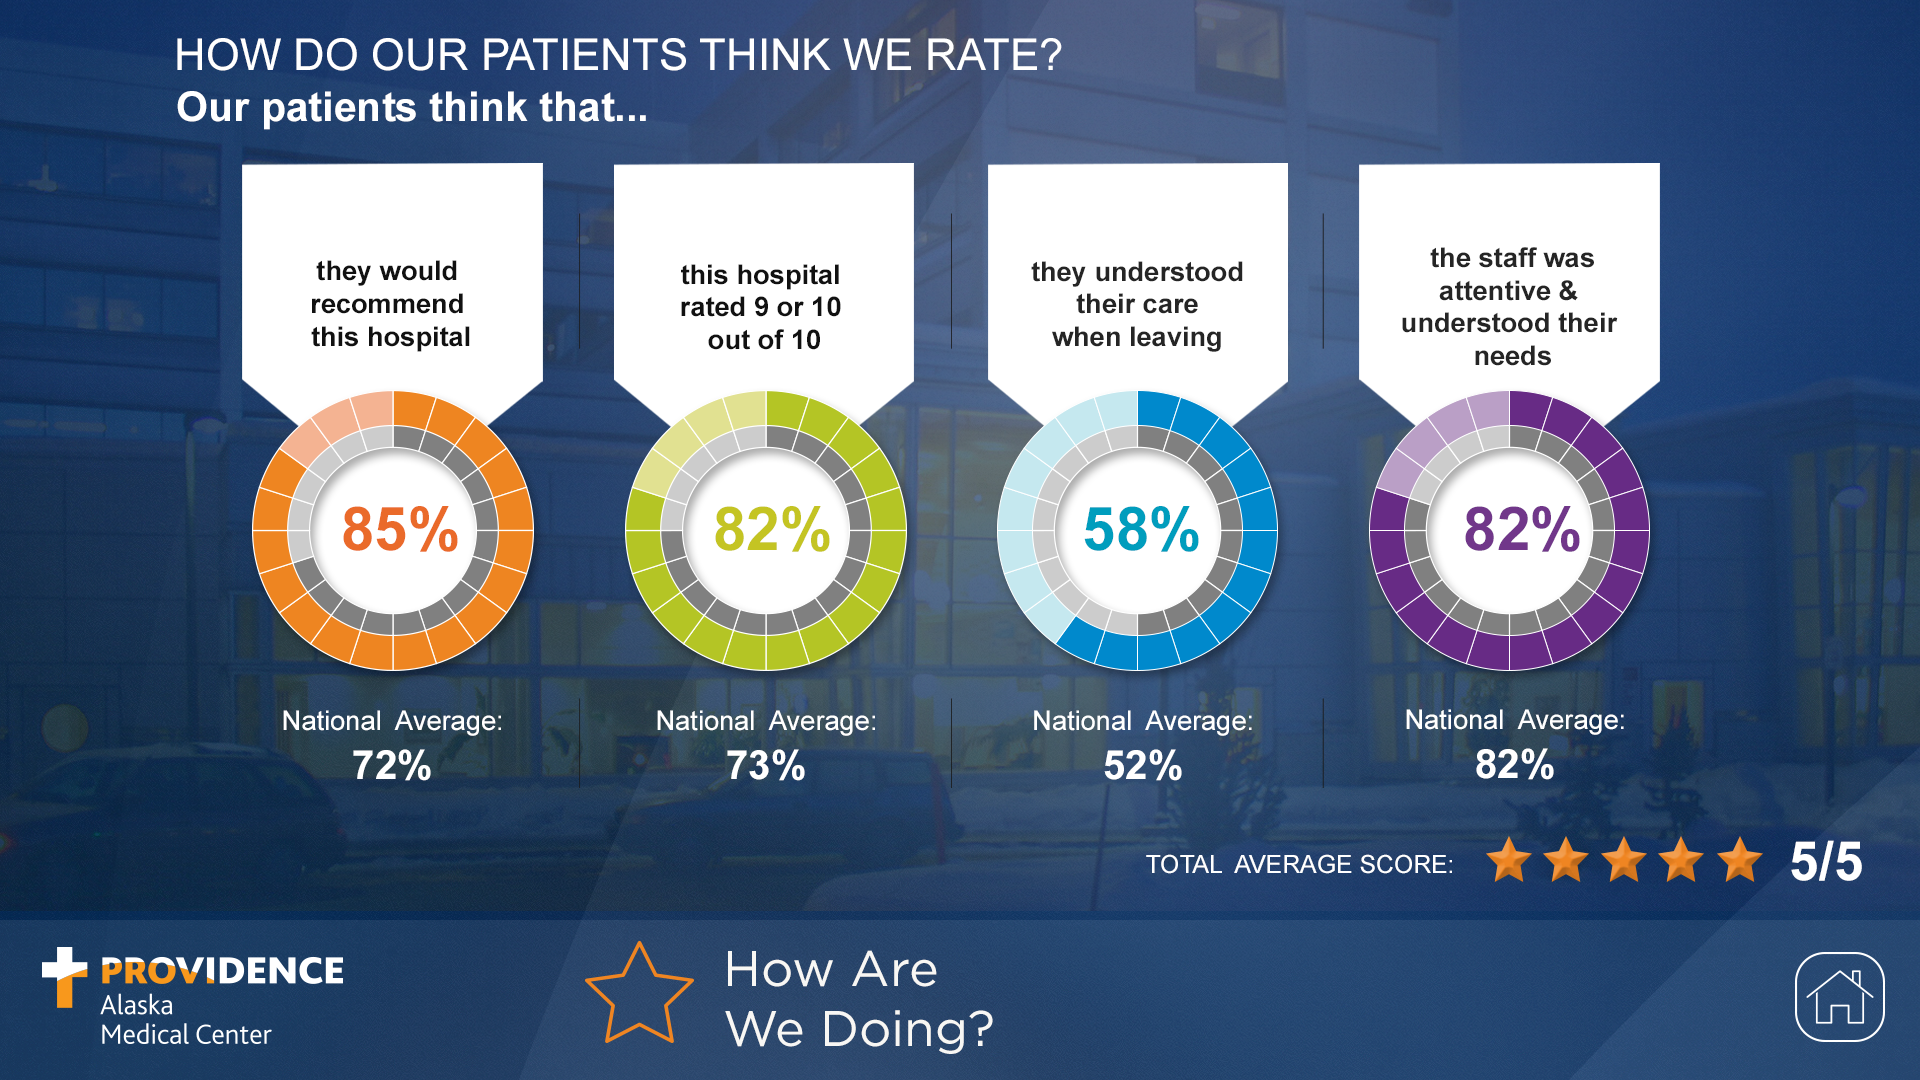 HOW DO OUR PATIENTS THINK WE RATE?
Our patients think that...
they would
recommend
this hospital
85%
National Average:
72%
this hospital
rated 9 or 10
out of 10
82%
National Average:
73%
they understood
their care
when leaving
58%
National Average:
52%
the staff was
attentive &
understood their
needs
82%
National Average:
82%
TOTAL AVERAGE SCORE: 5/5
PROVIDENCE
Alaska
Medical Center
How Are
We Doing?